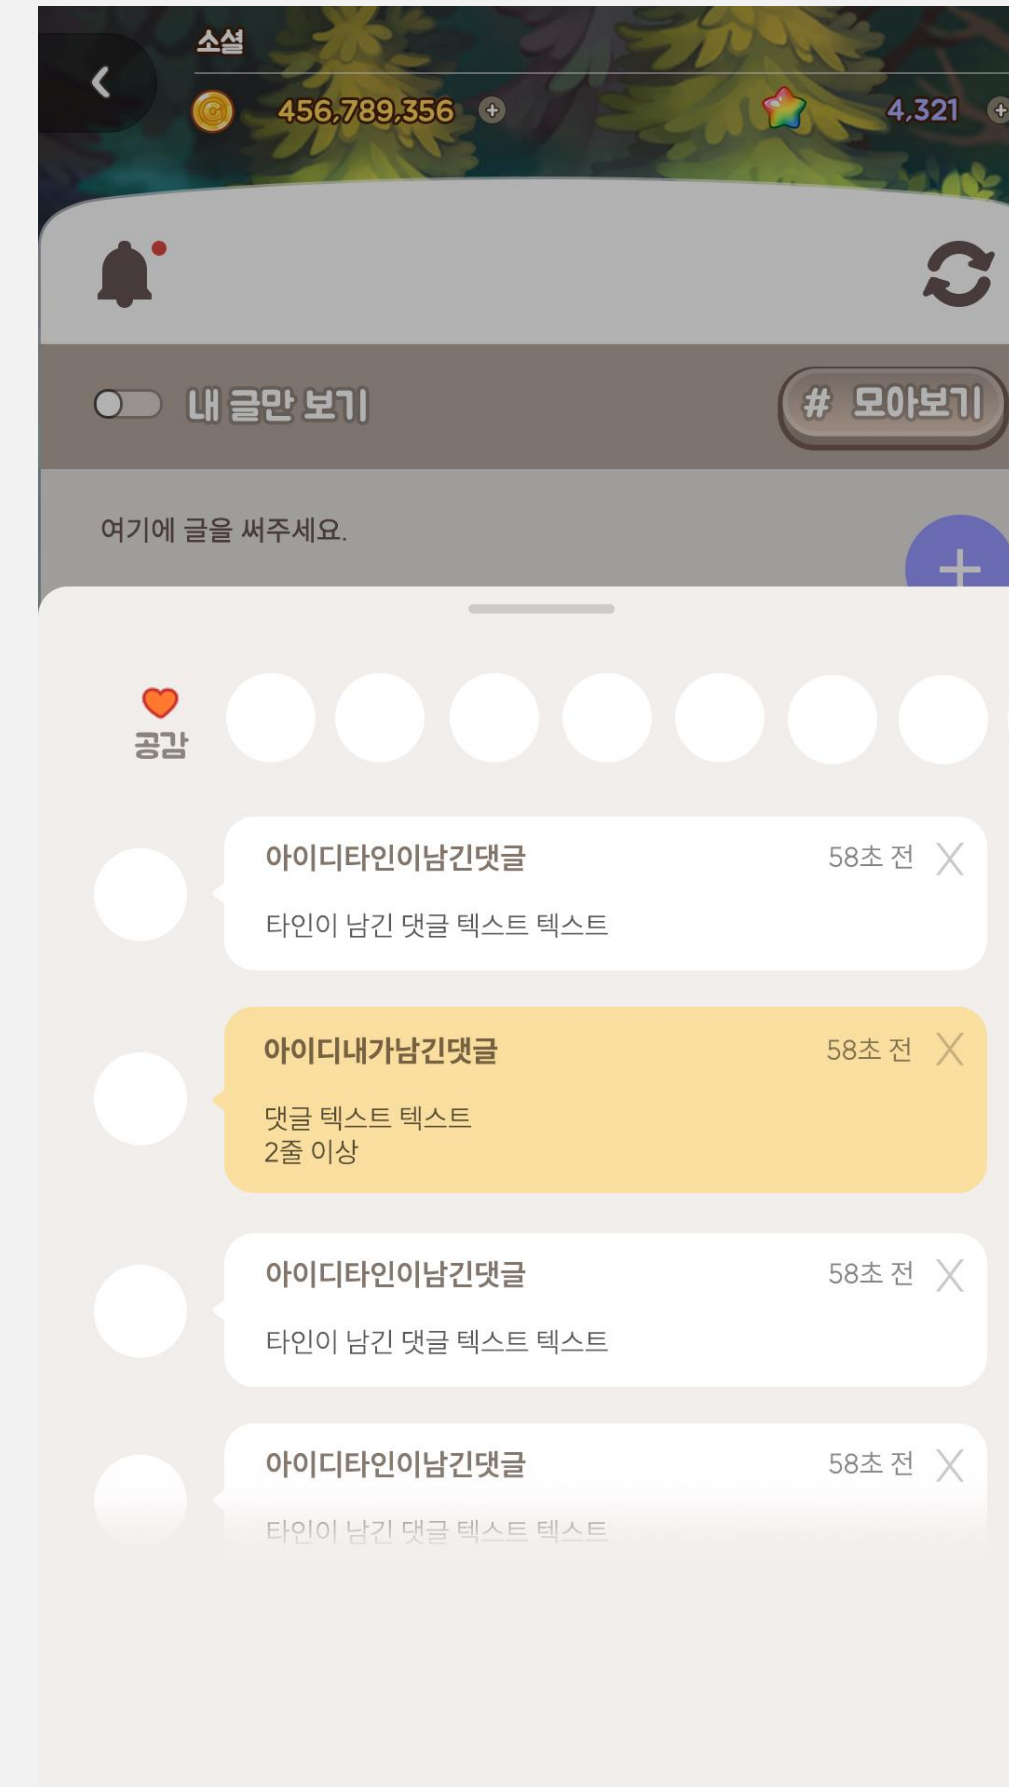 소셜
456,789,356
4,321
내 글만 보기
# 모아보기
여기에 글을 써주세요.
공감
아이디타인이남긴댓글 58초 전 X
타인이 남긴 댓글 텍스트 텍스트
아이디내가남긴댓글 58초 전 X
댓글 텍스트 텍스트
2줄 이상
아이디타인이남긴댓글 58초 전 X
타인이 남긴 댓글 텍스트 텍스트
아이디타인이남긴댓글 58초 전 X
타인이 남긴 댓글 텍스트 텍스트